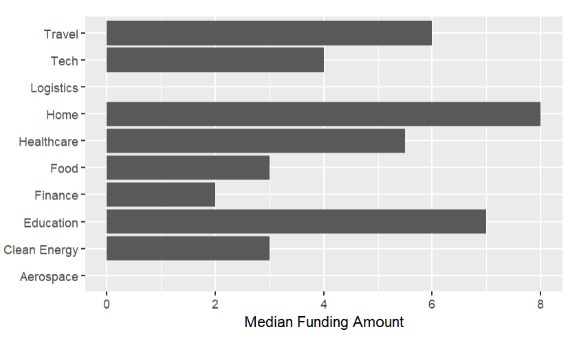 Travel
Tech
Logistics
Home
Healthcare
Food
Finance
Education
Clean Energy
Aerospace
0 2 4 6 8
Median Funding Amount